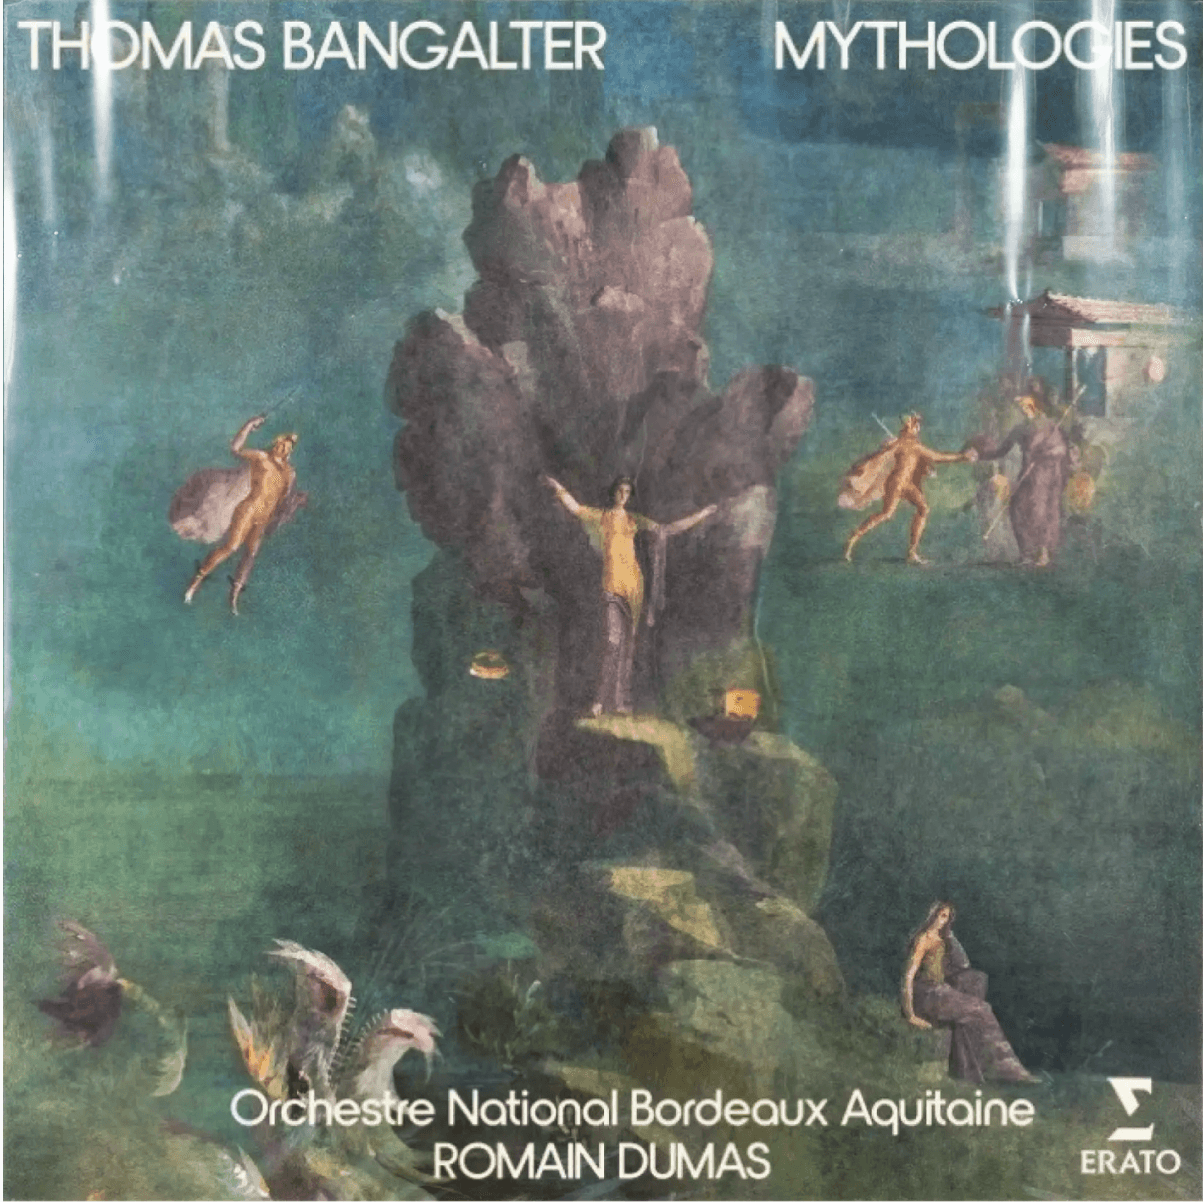 THOMAS BANGALTER MYTHOLOGIES
Orchestre National Bordeaux Aquitaine
ROMAIN DUMAS
ERATO